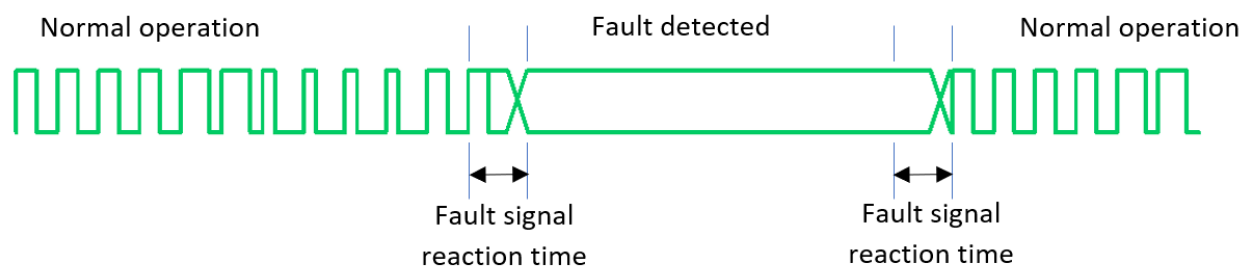 Normal operation
Fault detected
Normal operation
Fault signal
reaction time
Fault signal
reaction time